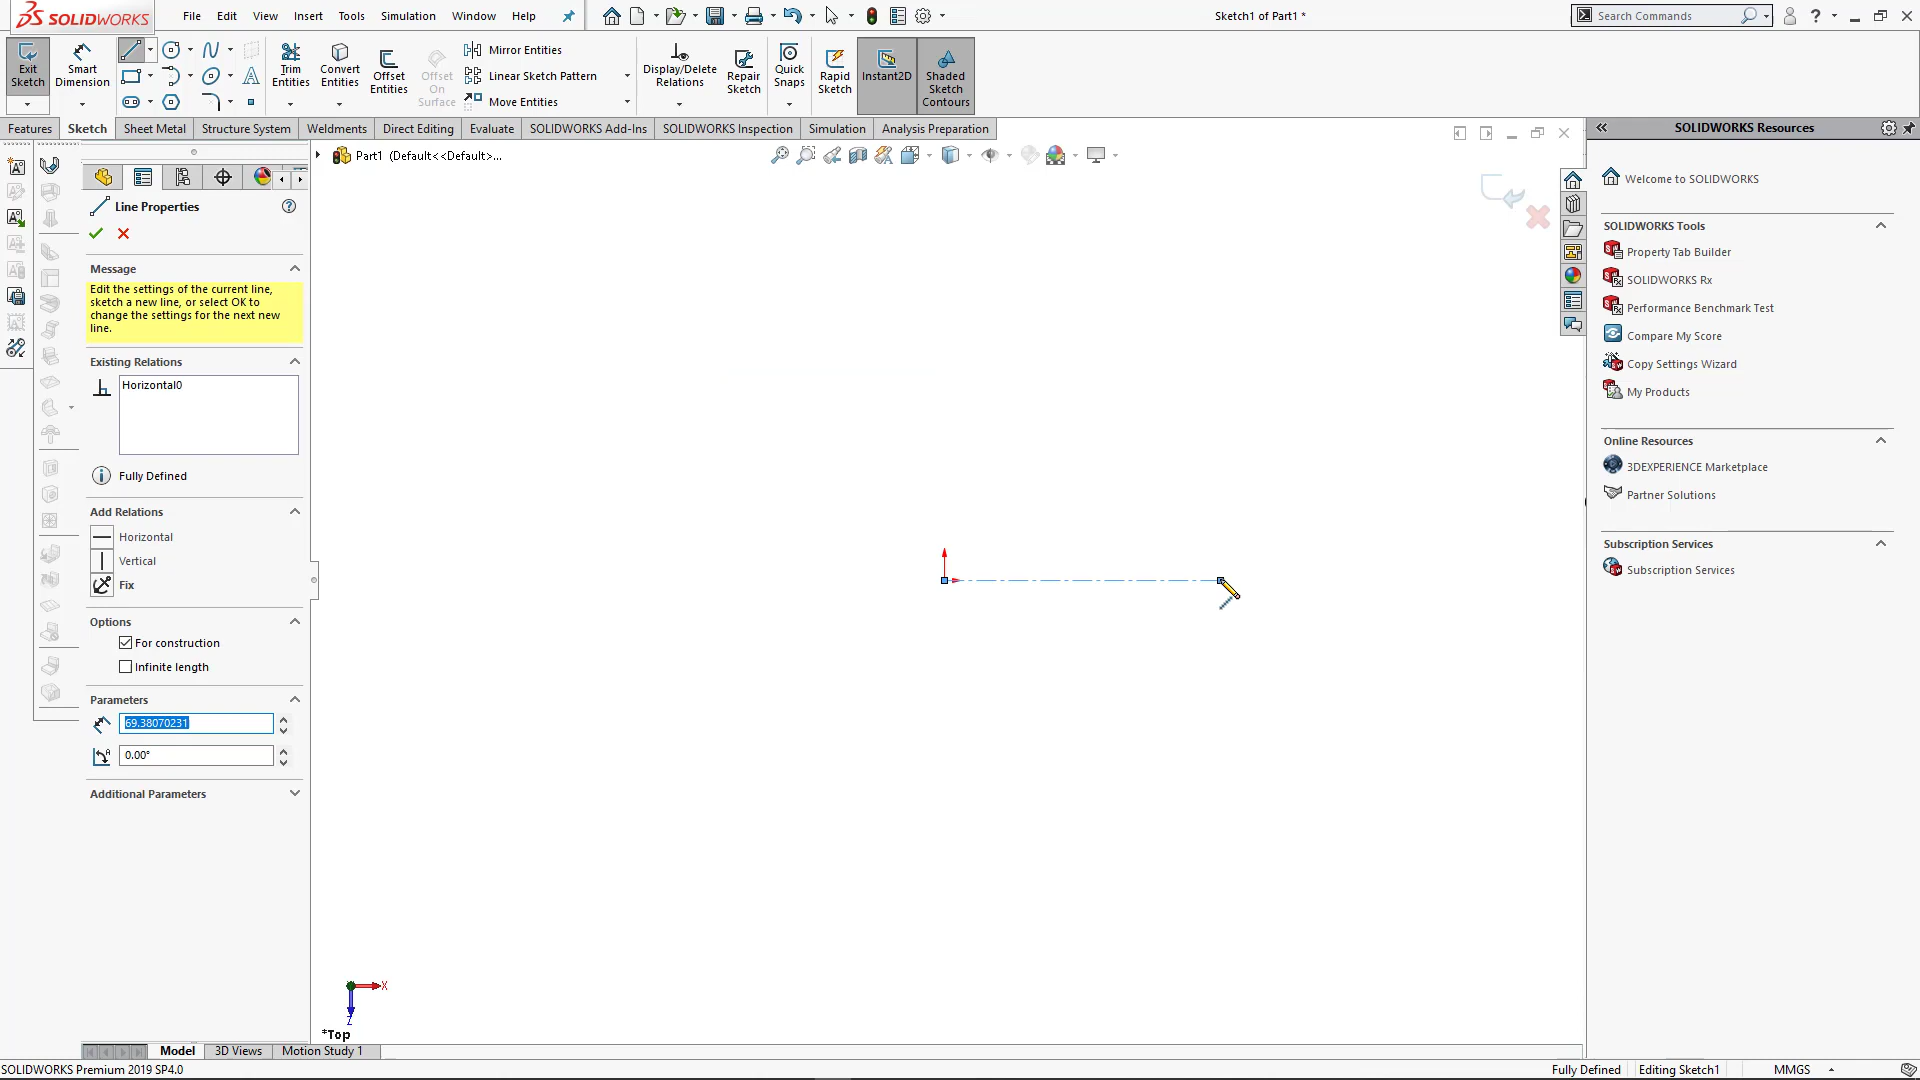 SOLIDWORKS
File Edit View Insert Tools Simulation Window Help
Sketch1 of Part1 *
Search Commands
Exit Sketch
Smart Dimension
Trim Entities
Convert Entities
Offset Entities
Offset On Surface
Mirror Entities
Linear Sketch Pattern
Move Entities
Display/Delete Relations
Repair Sketch
Quick Snaps
Rapid Sketch
Instant2D
Shaded Sketch Contours
Features Sketch Sheet Metal Structure System Weldments Direct Editing Evaluate SOLIDWORKS Add-Ins SOLIDWORKS Inspection Simulation Analysis Preparation
Part1 (Default<<Default>...
Line Properties
Message
Edit the settings of the current line,
sketch a new line, or select OK to
change the settings for the next new
line.
Existing Relations
Horizontal0
Fully Defined
Add Relations
Horizontal
Vertical
Fix
Options
For construction
Infinite length
Parameters
69.38070231
0.00°
Additional Parameters
X
Z
*Top
SOLIDWORKS Resources
Welcome to SOLIDWORKS
SOLIDWORKS Tools
Property Tab Builder
SOLIDWORKS Rx
Performance Benchmark Test
Compare My Score
Copy Settings Wizard
My Products
Online Resources
3DEXPERIENCE Marketplace
Partner Solutions
Subscription Services
Subscription Services
Model 3D Views Motion Study 1
SOLIDWORKS Premium 2019 SP4.0
Fully Defined Editing Sketch1 MMGS